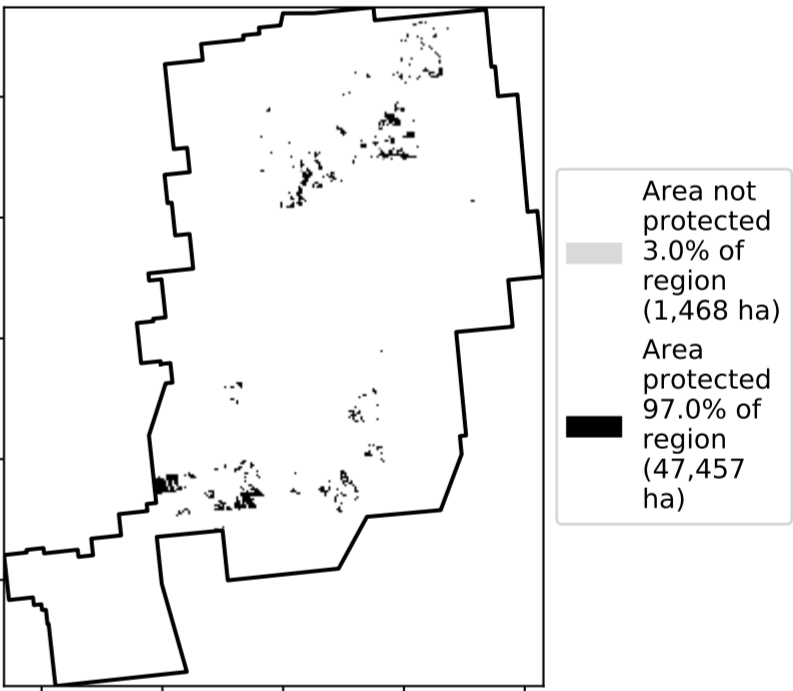 Area not
protected
3.0% of
region
(1,468 ha)
Area
protected
97.0% of
region
(47,457
ha)